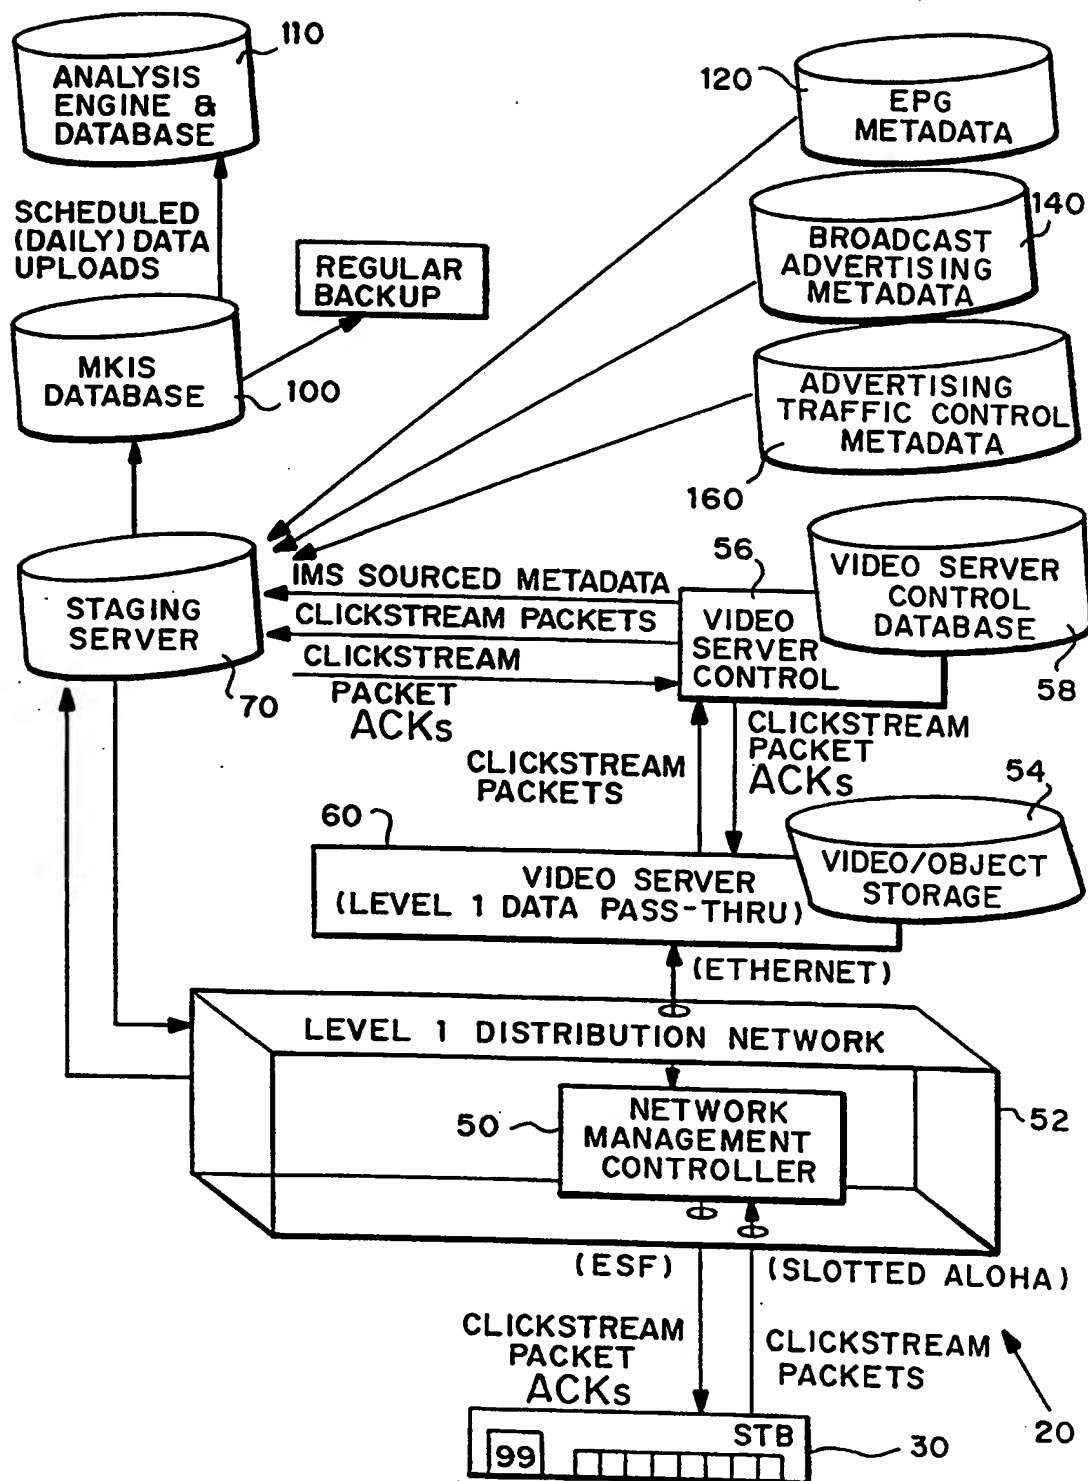 110
ANALYSIS
ENGINE &
DATABASE
120
EPG
METADATA
SCHEDULED
(DAILY) DATA
UPLOADS
REGULAR
BACKUP
140
BROADCAST
ADVERTISING
METADATA
MKIS
DATABASE
100
ADVERTISING
TRAFFIC CONTROL
METADATA
160
STAGING
SERVER
70
IMS SOURCED METADATA
CLICKSTREAM PACKETS
CLICKSTREAM
PACKET
ACKs
56
VIDEO
SERVER
CONTROL
VIDEO SERVER
CONTROL
DATABASE
58
CLICKSTREAM
PACKETS
CLICKSTREAM
PACKET
ACKs
54
VIDEO/OBJECT
STORAGE
60
VIDEO SERVER
(LEVEL 1 DATA PASS-THRU)
(ETHERNET)
LEVEL 1 DISTRIBUTION NETWORK
50
NETWORK
MANAGEMENT
CONTROLLER
52
(ESF)
(SLOTTED ALOHA)
CLICKSTREAM
PACKET
ACKs
CLICKSTREAM
PACKETS
20
STB
99
30